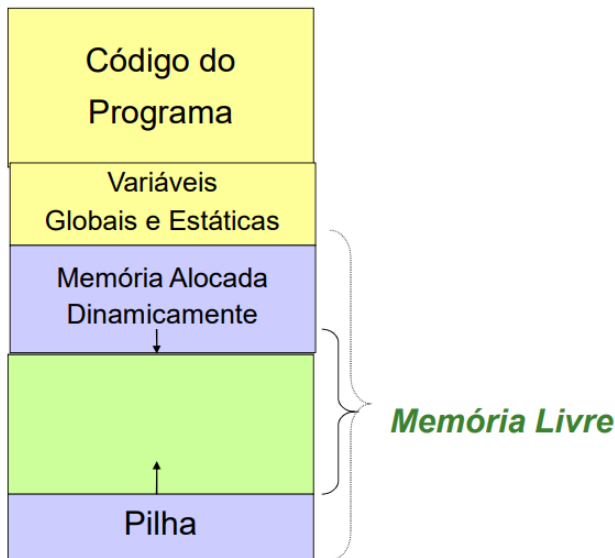 Código do
Programa
Variáveis
Globais e Estáticas
Memória Alocada
Dinamicamente
Memória Livre
Pilha